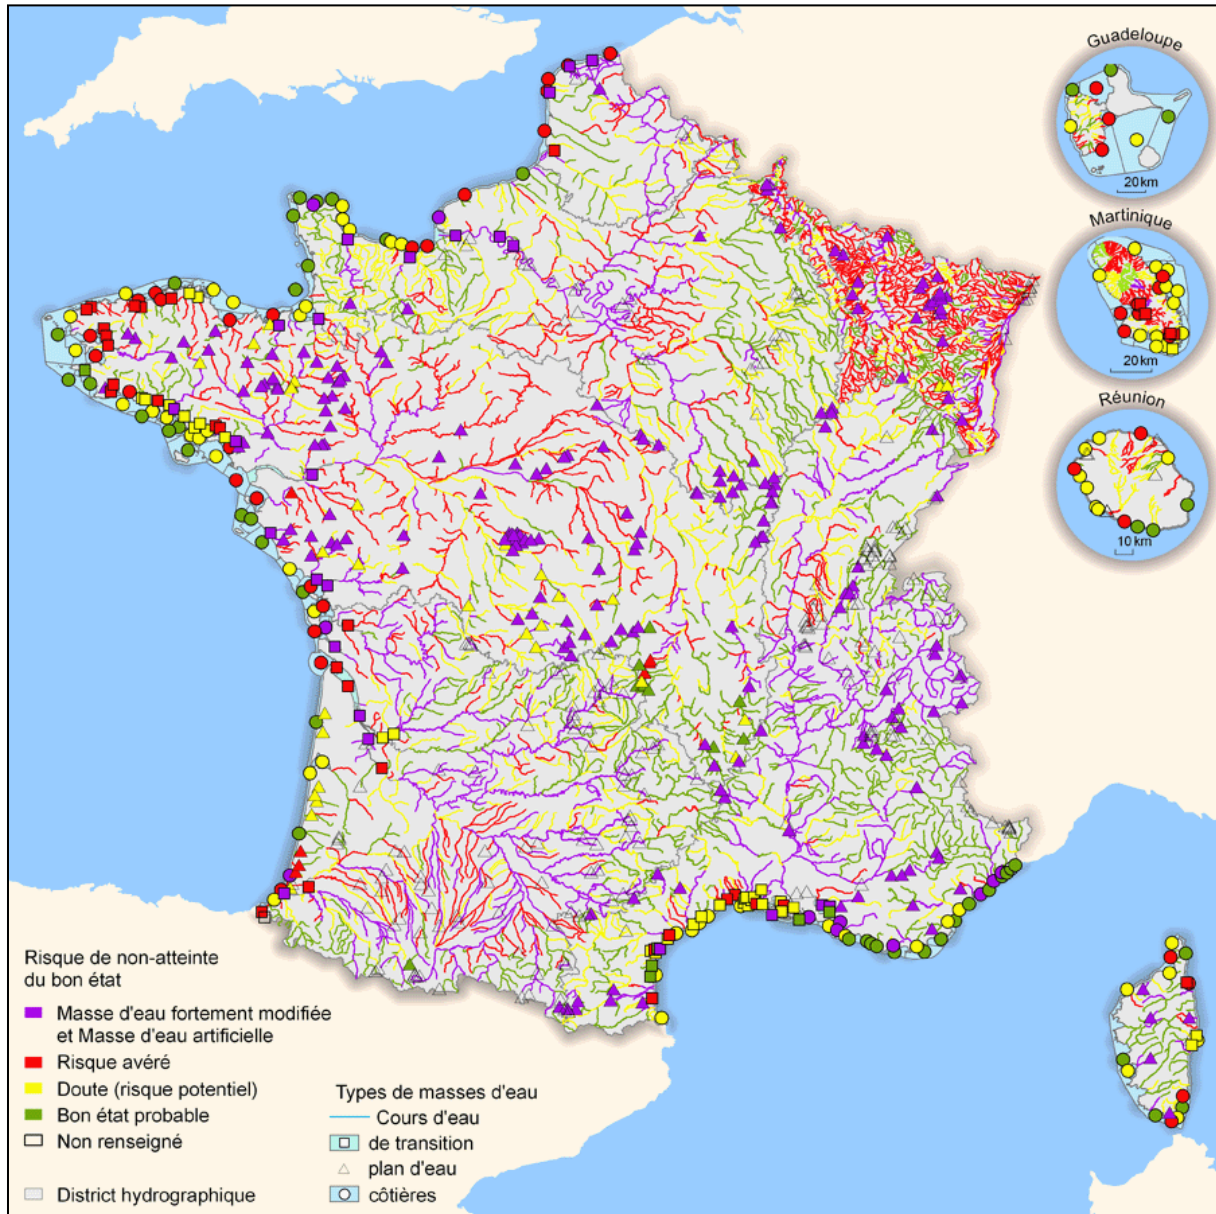 Guadeloupe
20 km
Martinique
20 km
Réunion
10 km
Risque de non-atteinte
du bon état
Masse d'eau fortement modifiée
et Masse d'eau artificielle
Risque avéré
Doute (risque potentiel)
Bon état probable
Non renseigné
District hydrographique
Types de masses d'eau
Cours d'eau
de transition
plan d'eau
côtières